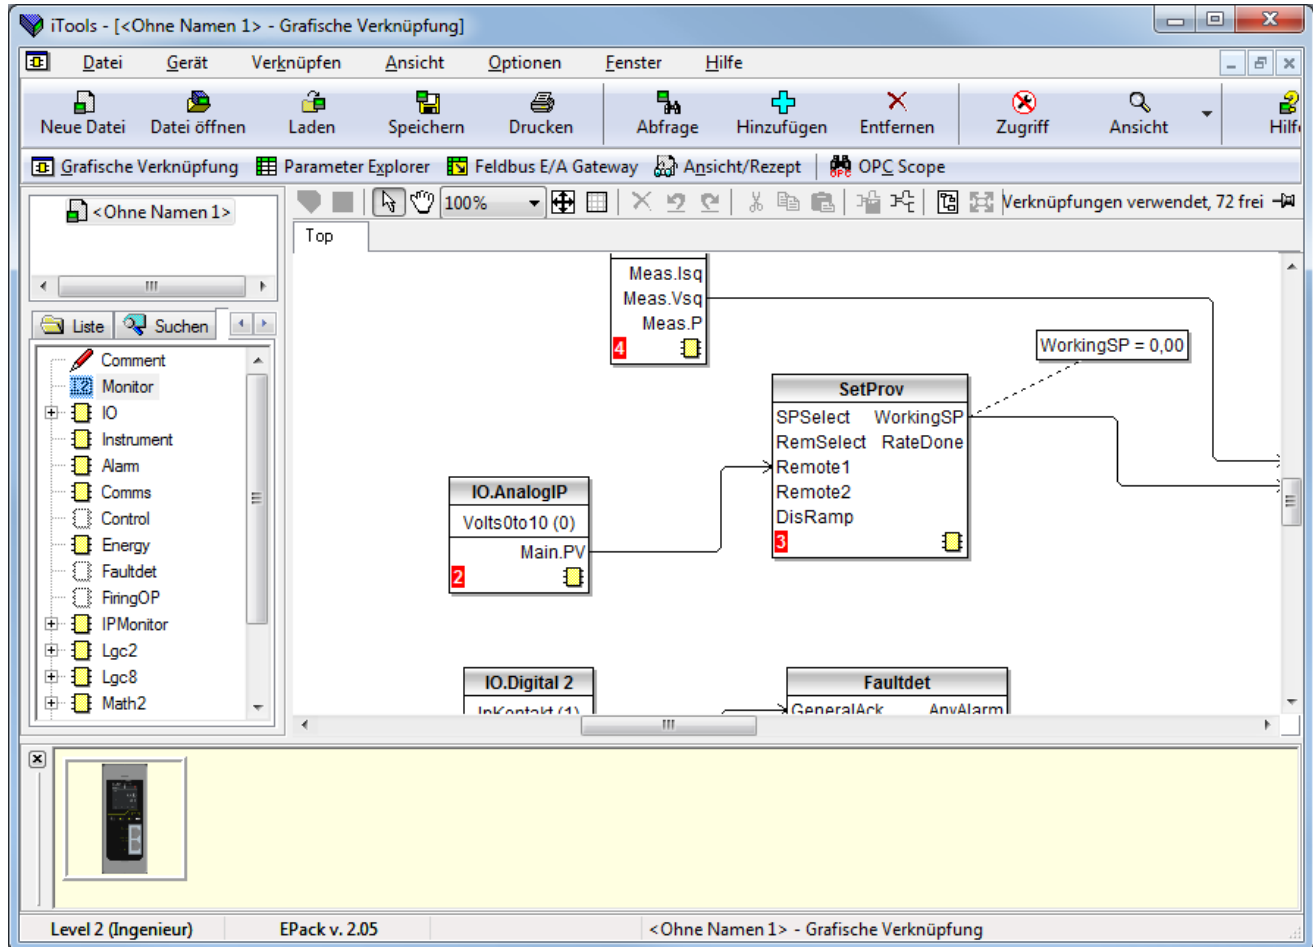 iTools - [<Ohne Namen 1> - Grafische Verknüpfung]
Datei Gerät Verknüpfen Ansicht Optionen Fenster Hilfe
Neue Datei Datei öffnen Laden Speichern Drucken Abfrage Hinzufügen Entfernen Zugriff Ansicht Hilfe
Grafische Verknüpfung Parameter Explorer Feldbus E/A Gateway Ansicht/Rezept OPC Scope
<Ohne Namen 1>
100% Verknüpfungen verwendet, 72 frei
Top
Liste Suchen
Comment
Monitor
IO
Instrument
Alarm
Comms
Control
Energy
Faultdet
FiringOP
IPMonitor
Lgc2
Lgc8
Math2
Meas.Isq
Meas.Vsq
Meas.P
4
WorkingSP = 0,00
SetProv
SPSelect WorkingSP
RemSelect RateDone
Remote1
Remote2
DisRamp
3
IO.AnalogIP
Volts0to10 (0)
Main.PV
2
IO.Digital 2
InKontakt (1)
Faultdet
GeneralAck AnyAlarm
Level 2 (Ingenieur) EPack v. 2.05 <Ohne Namen 1> - Grafische Verknüpfung